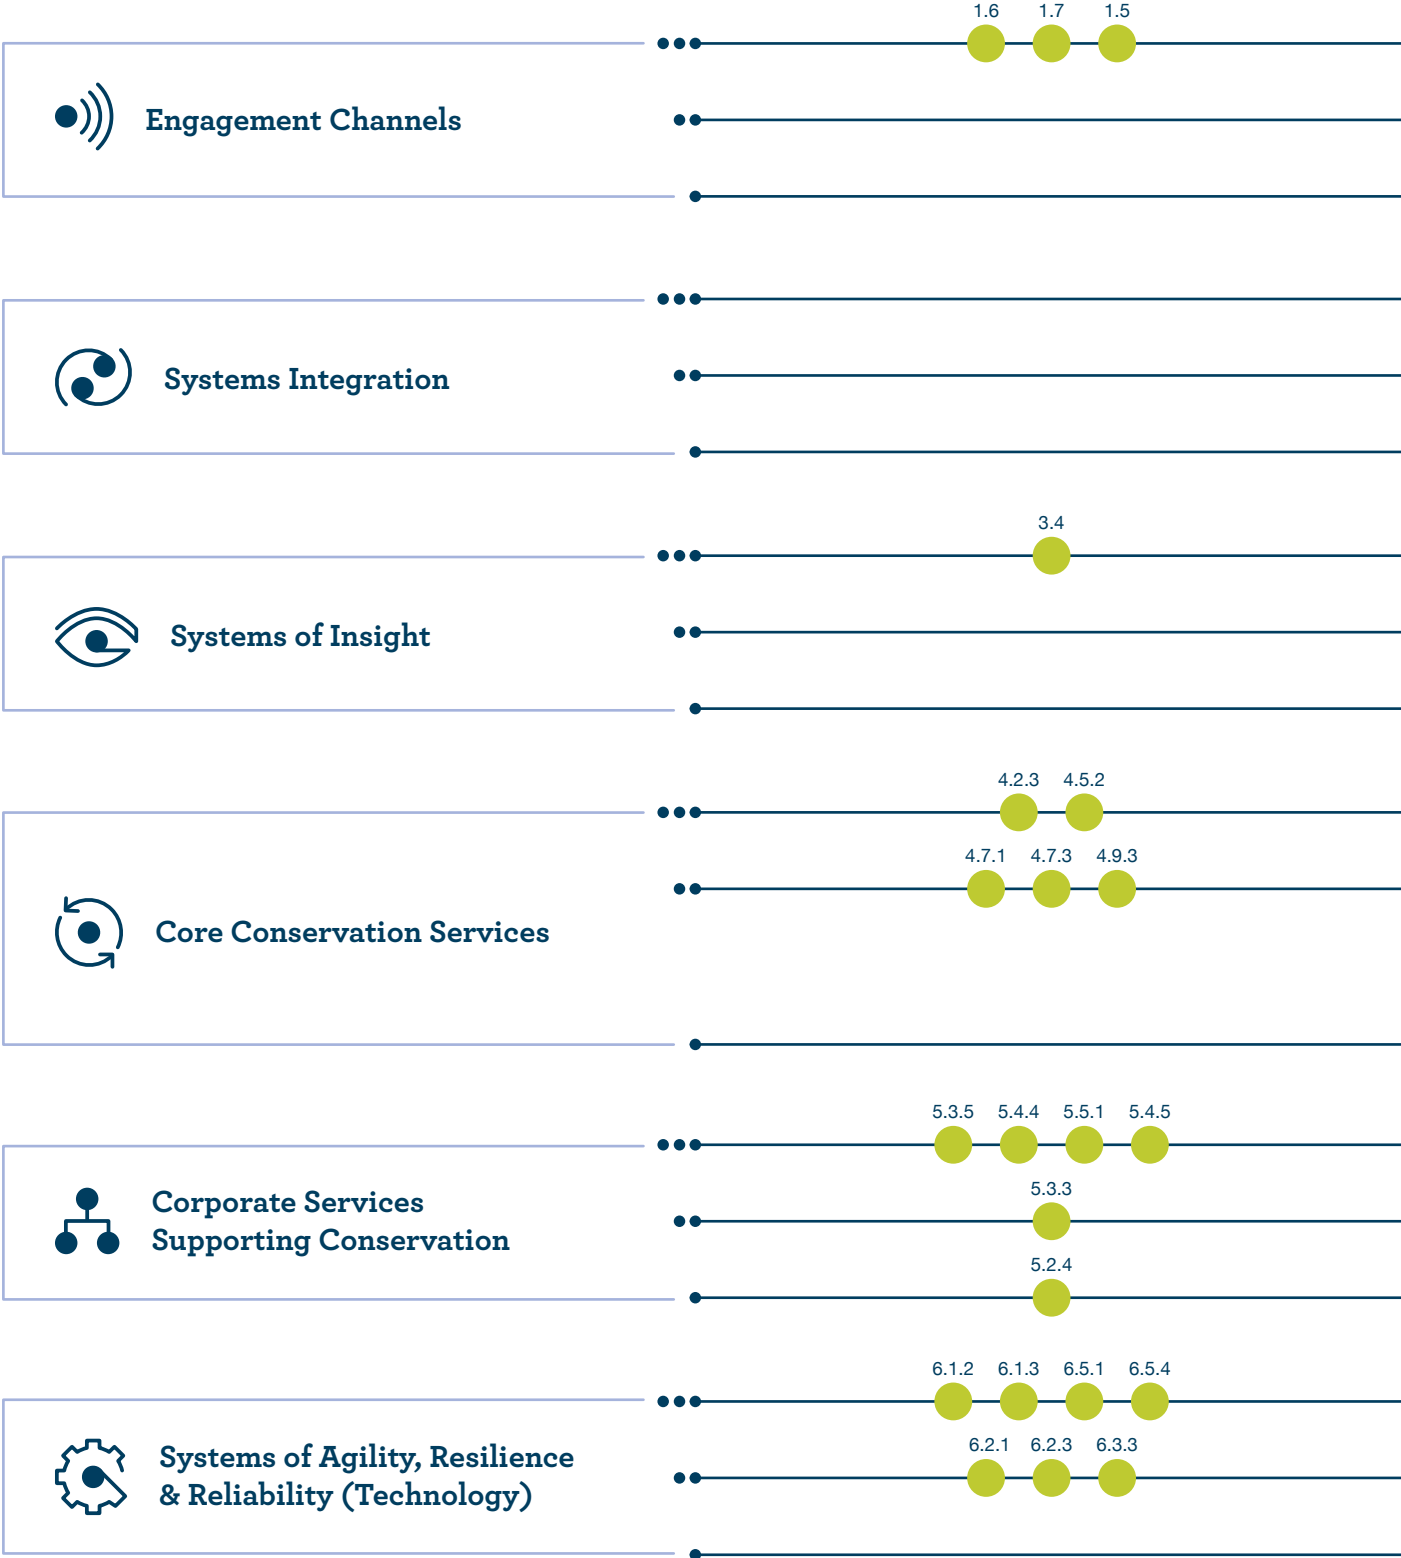 1.6 1.7 1.5
Engagement Channels
Systems Integration
3.4
Systems of Insight
4.2.3 4.5.2
4.7.1 4.7.3 4.9.3
Core Conservation Services
5.3.5 5.4.4 5.5.1 5.4.5
Corporate Services
5.3.3
Supporting Conservation
5.2.4
6.1.2 6.1.3 6.5.1 6.5.4
6.2.1 6.2.3 6.3.3
Systems of Agility, Resilience
& Reliability (Technology)